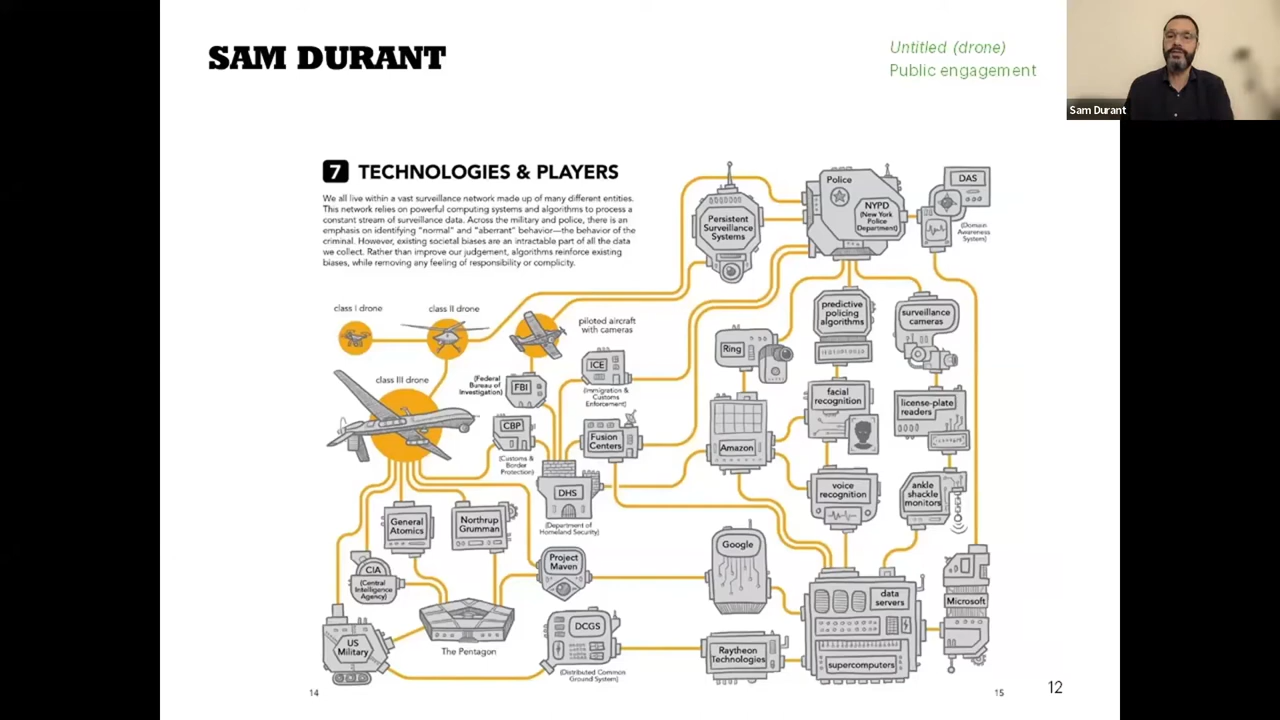 SAM DURANT
Untitled (drone)
Public engagement
Sam Durant
7 TECHNOLOGIES & PLAYERS
We all live within a vast surveillance network made up of many different entities.
This network relies on powerful computing systems and algorithms to process a
constant stream of surveillance data. Across the military and police, there is an
emphasis on identifying "normal" and "aberrant" behavior—the behavior of the
criminal. However, existing societal biases are an intractable part of all the data
we collect. Rather than improve our judgement, algorithms reinforce existing
biases, while removing any feeling of responsibility or complicity.
Persistent
Surveillance
Systems
Police
NYPD
(New York
Police
Department)
DAS
(Domain
Awareness
System)
class I drone
class II drone
piloted aircraft
with cameras
class III drone
(Federal
Bureau of
Investigation)
FBI
ICE
(Immigration &
Customs
Enforcement)
CBP
(Customs &
Border
Protection)
Fusion
Centers
DHS
(Department of
Homeland Security)
Ring
predictive
policing
algorithms
surveillance
cameras
facial
recognition
license-plate
readers
Amazon
voice
recognition
ankle
shackle
monitors
General
Atomics
Northrup
Grumman
CIA
(Central
Intelligence
Agency)
Project
Maven
Google
data
servers
Microsoft
US
Military
The Pentagon
DCGS
(Distributed Common
Ground System)
Raytheon
Technologies
supercomputers
14
15
12